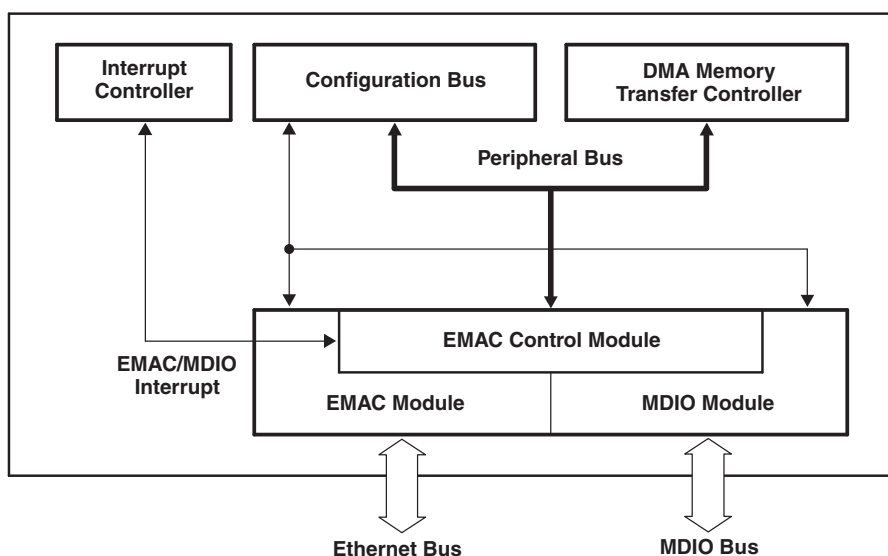 Interrupt
Controller
Configuration Bus
DMA Memory
Transfer Controller
Peripheral Bus
EMAC Control Module
EMAC/MDIO
Interrupt
EMAC Module
MDIO Module
Ethernet Bus
MDIO Bus